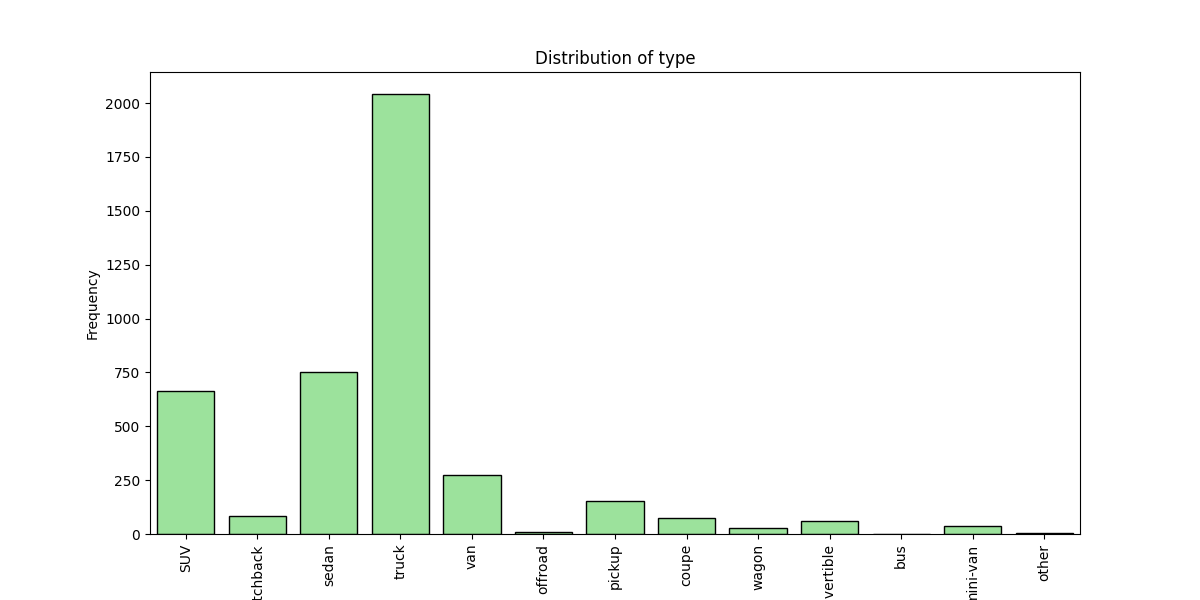 Distribution of type
Frequency
2000
1750
1500
1250
1000
750
500
250
0
SUV
tchback
sedan
truck
van
offroad
pickup
coupe
wagon
vertible
bus
nini-van
other